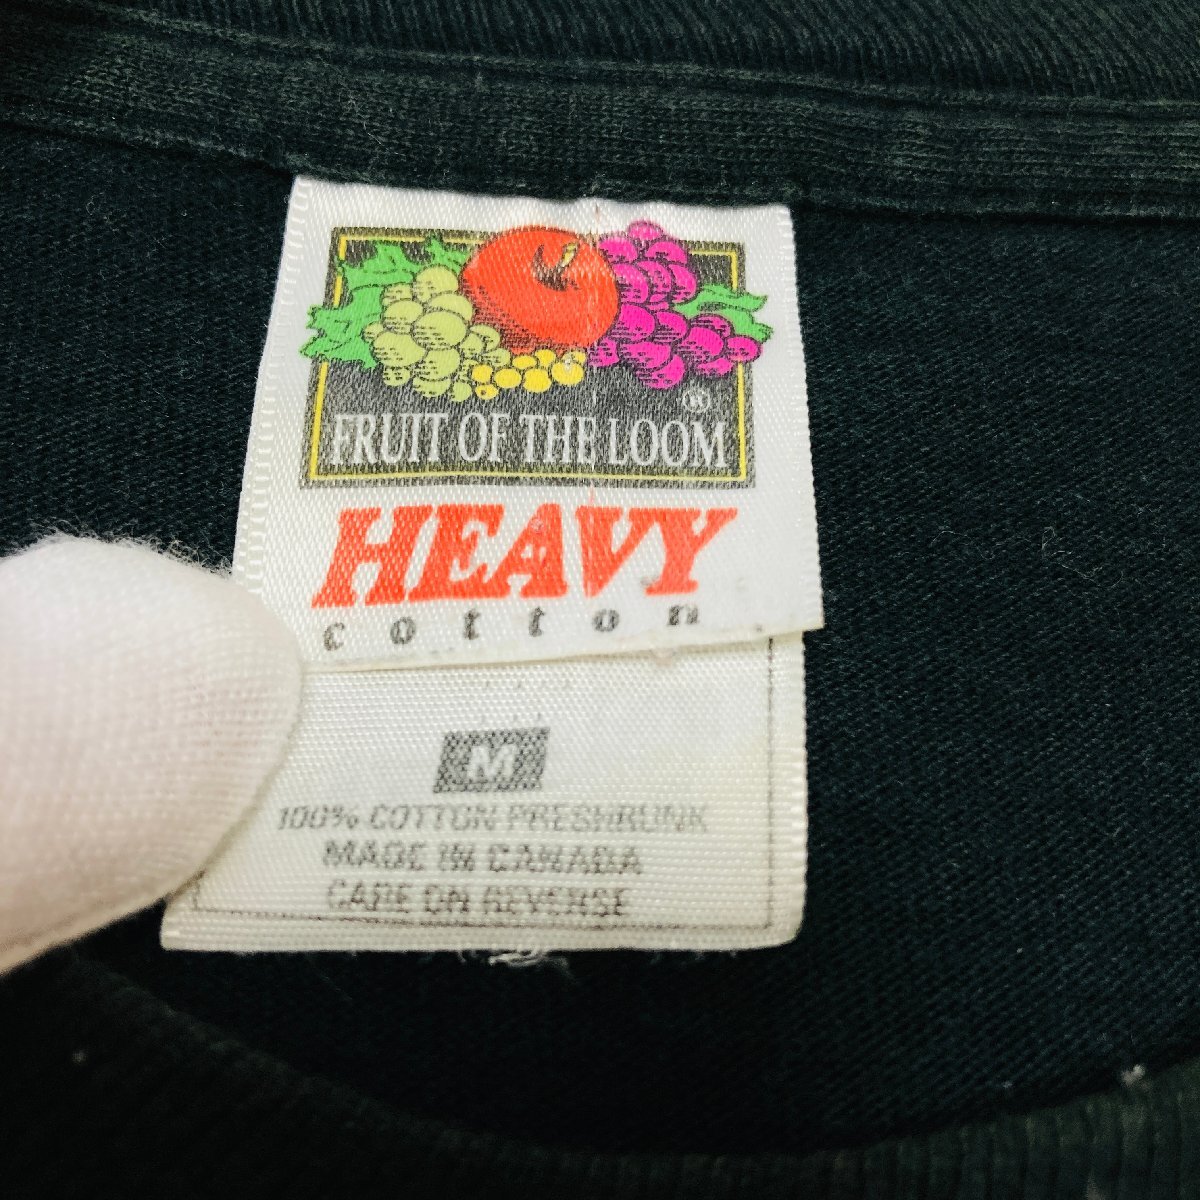 ®
FRUIT OF THE LOOM
HEAVY
cotton
M
100% COTTON PRESHRUNK
MADE IN CANADA
CARE ON REVERSE